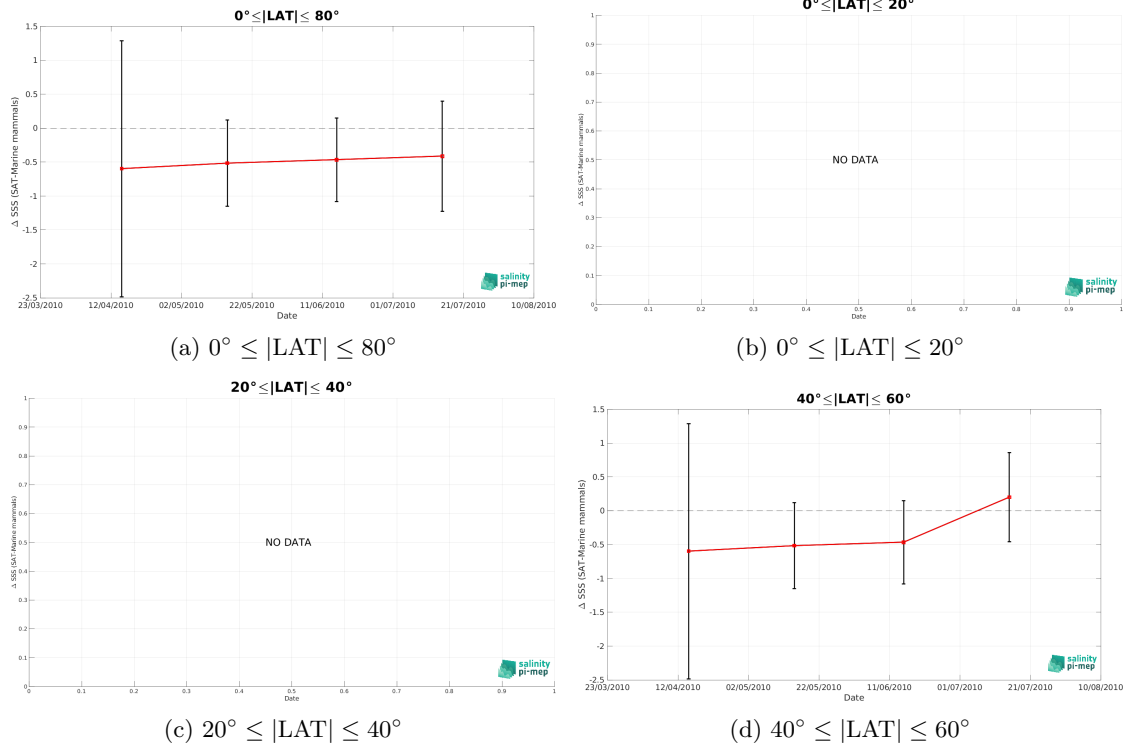 0°≤|LAT|≤ 80°
1.5
1
0.5
0
-0.5
-1
-1.5
-2
-2.5
Δ SSS (SAT-Marine mammals)
23/03/2010 12/04/2010 02/05/2010 22/05/2010 11/06/2010 01/07/2010 21/07/2010 10/08/2010
Date
salinity
pi-mep
(a) 0° ≤ |LAT| ≤ 80°
0°≤|LAT|≤ 20°
1
0.9
0.8
0.7
0.6
0.5
0.4
0.3
0.2
0.1
0
Δ SSS (SAT-Marine mammals)
NO DATA
0 0.1 0.2 0.3 0.4 0.5 0.6 0.7 0.8 0.9 1
Date
salinity
pi-mep
(b) 0° ≤ |LAT| ≤ 20°
20°≤|LAT|≤ 40°
1
0.9
0.8
0.7
0.6
0.5
0.4
0.3
0.2
0.1
0
Δ SSS (SAT-Marine mammals)
NO DATA
0 0.1 0.2 0.3 0.4 0.5 0.6 0.7 0.8 0.9 1
Date
salinity
pi-mep
(c) 20° ≤ |LAT| ≤ 40°
40°≤|LAT|≤ 60°
1.5
1
0.5
0
-0.5
-1
-1.5
-2
-2.5
Δ SSS (SAT-Marine mammals)
23/03/2010 12/04/2010 02/05/2010 22/05/2010 11/06/2010 01/07/2010 21/07/2010 10/08/2010
Date
salinity
pi-mep
(d) 40° ≤ |LAT| ≤ 60°